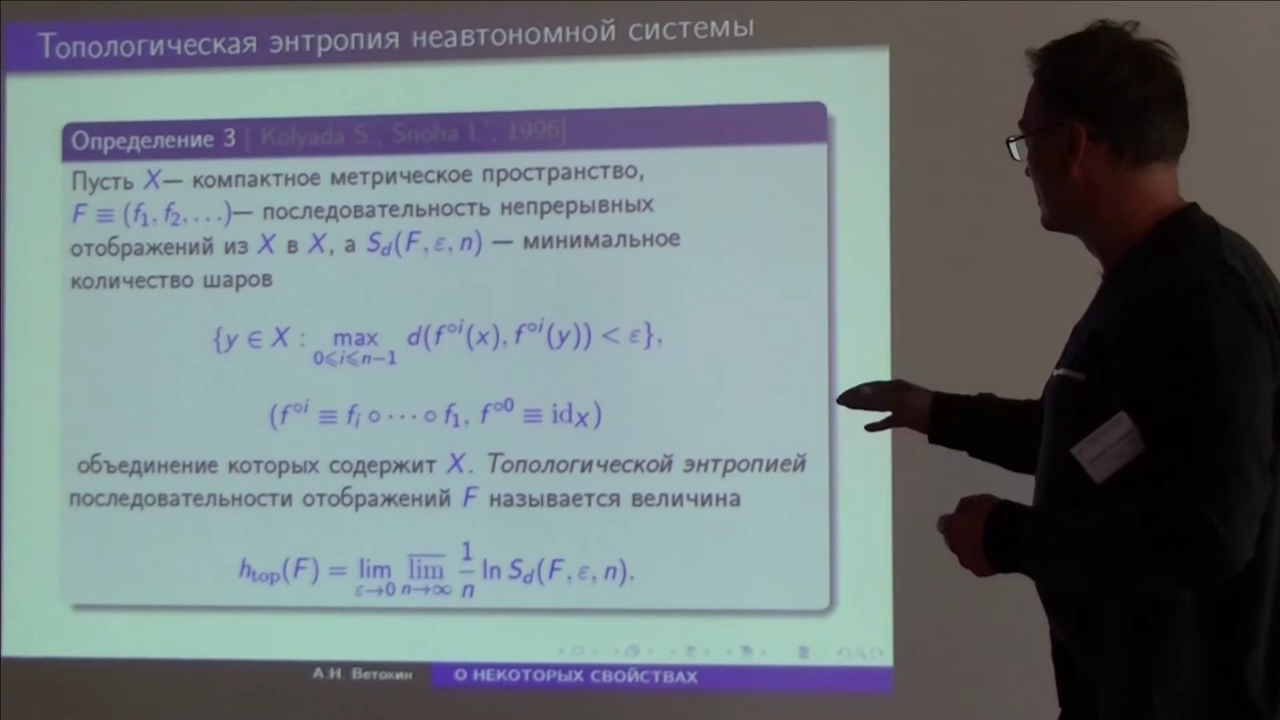 Топологическая энтропия неавтономной системы
Определение 3 [ Kolyada S., Snoha L', 1996]
Пусть X— компактное метрическое пространство,
F ≡ (f₁, f₂, . . .)— последовательность непрерывных
отображений из X в X, а S_d(F, ε, n) — минимальное
количество шаров
{y ∈ X : max_{0⩽i⩽n−1} d(f^{∘i}(x), f^{∘i}(y)) < ε},
(f^{∘i} ≡ f_i ∘ · · · ∘ f₁, f^{∘0} ≡ id_X)
объединение которых содержит X. Топологической энтропией
последовательности отображений F называется величина
h_top(F) = lim_{ε→0} \overline{lim}_{n→∞} 1/n ln S_d(F, ε, n).
А.Н. Ветохин О НЕКОТОРЫХ СВОЙСТВАХ